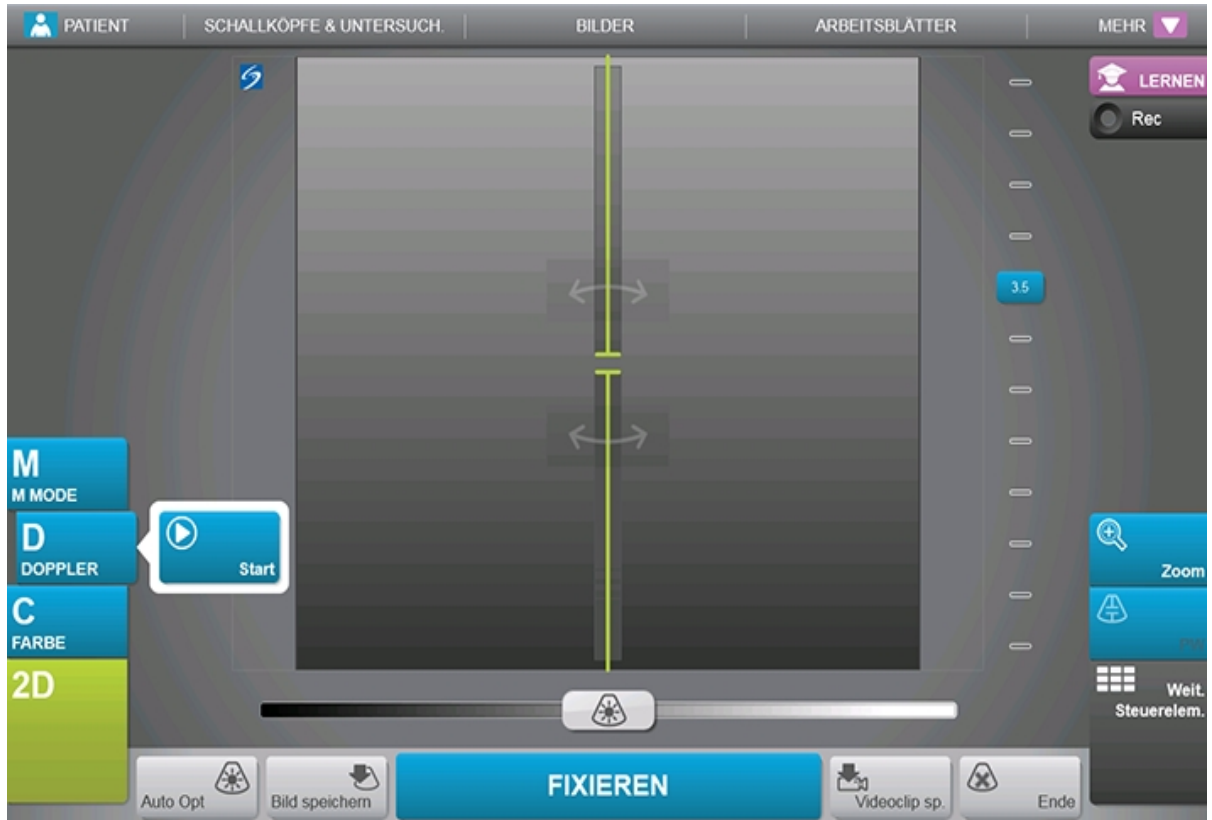 PATIENT
SCHALLKÖPFE & UNTERSUCH.
BILDER
ARBEITSBLÄTTER
MEHR
LERNEN
Rec
3.5
M
M MODE
D
DOPPLER
Start
C
FARBE
2D
Zoom
Weit.
Steuerelem.
Auto Opt
Bild speichern
FIXIEREN
Videoclip sp.
Ende